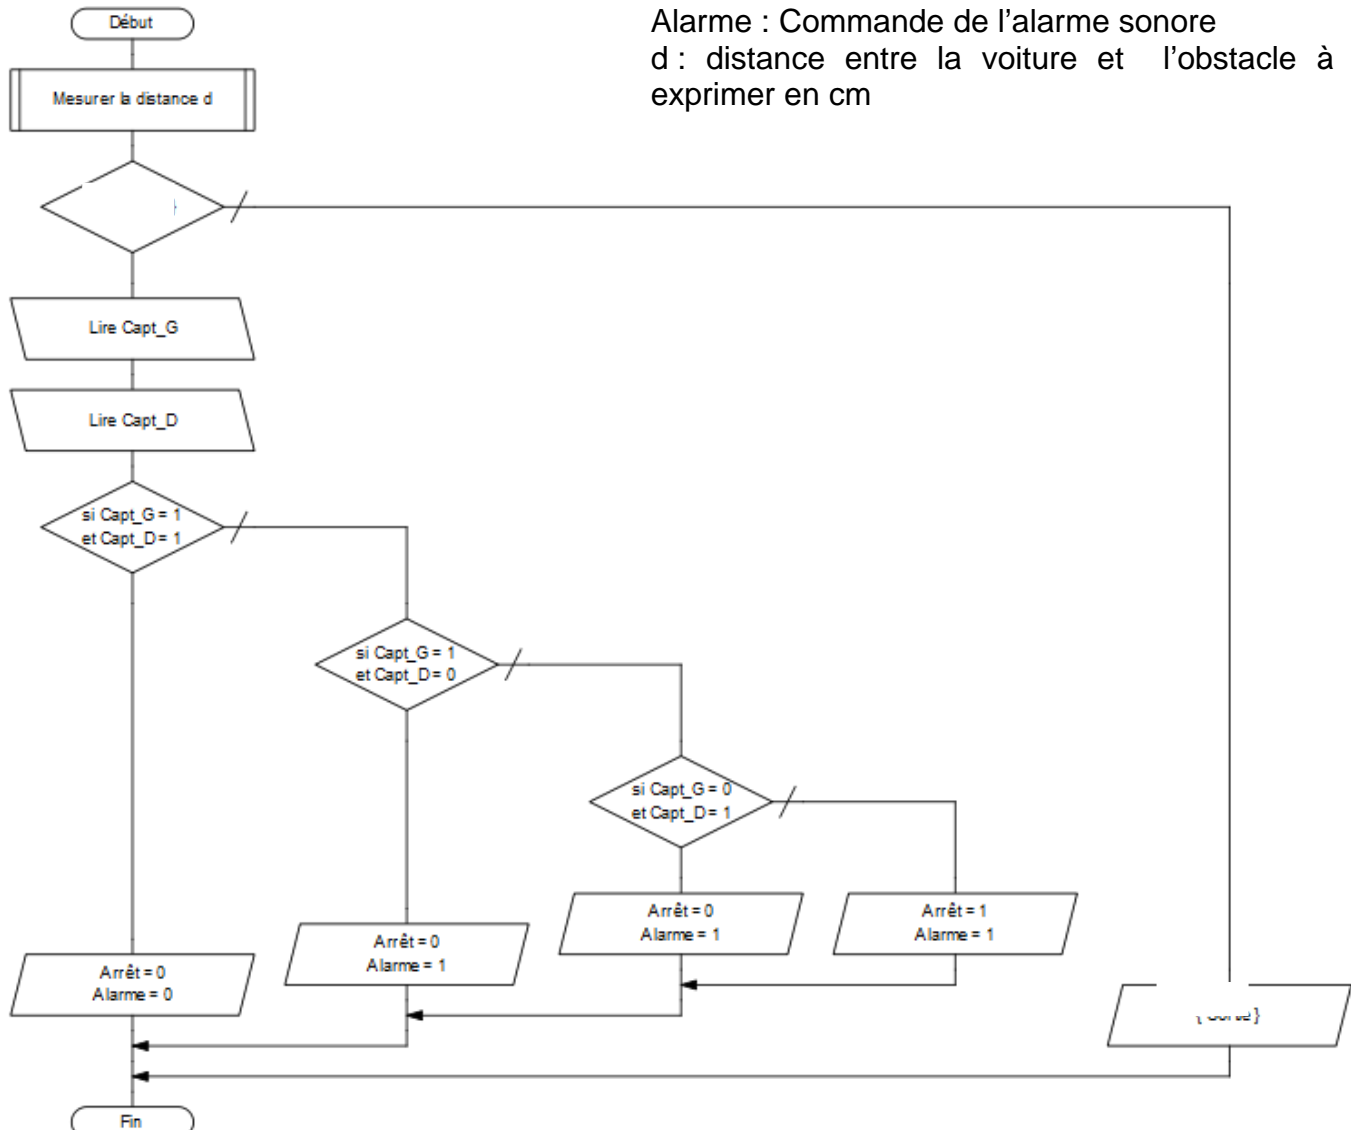 Alarme : Commande de l'alarme sonore
d : distance entre la voiture et l'obstacle à
exprimer en cm
Début
Mesurer la distance d
Lire Capt_G
Lire Capt_D
si Capt_G = 1
et Capt_D = 1
si Capt_G = 1
et Capt_D = 0
si Capt_G = 0
et Capt_D = 1
Arrêt = 0
Alarme = 1
Arrêt = 1
Alarme = 1
Arrêt = 0
Alarme = 1
Arrêt = 0
Alarme = 0
Fin